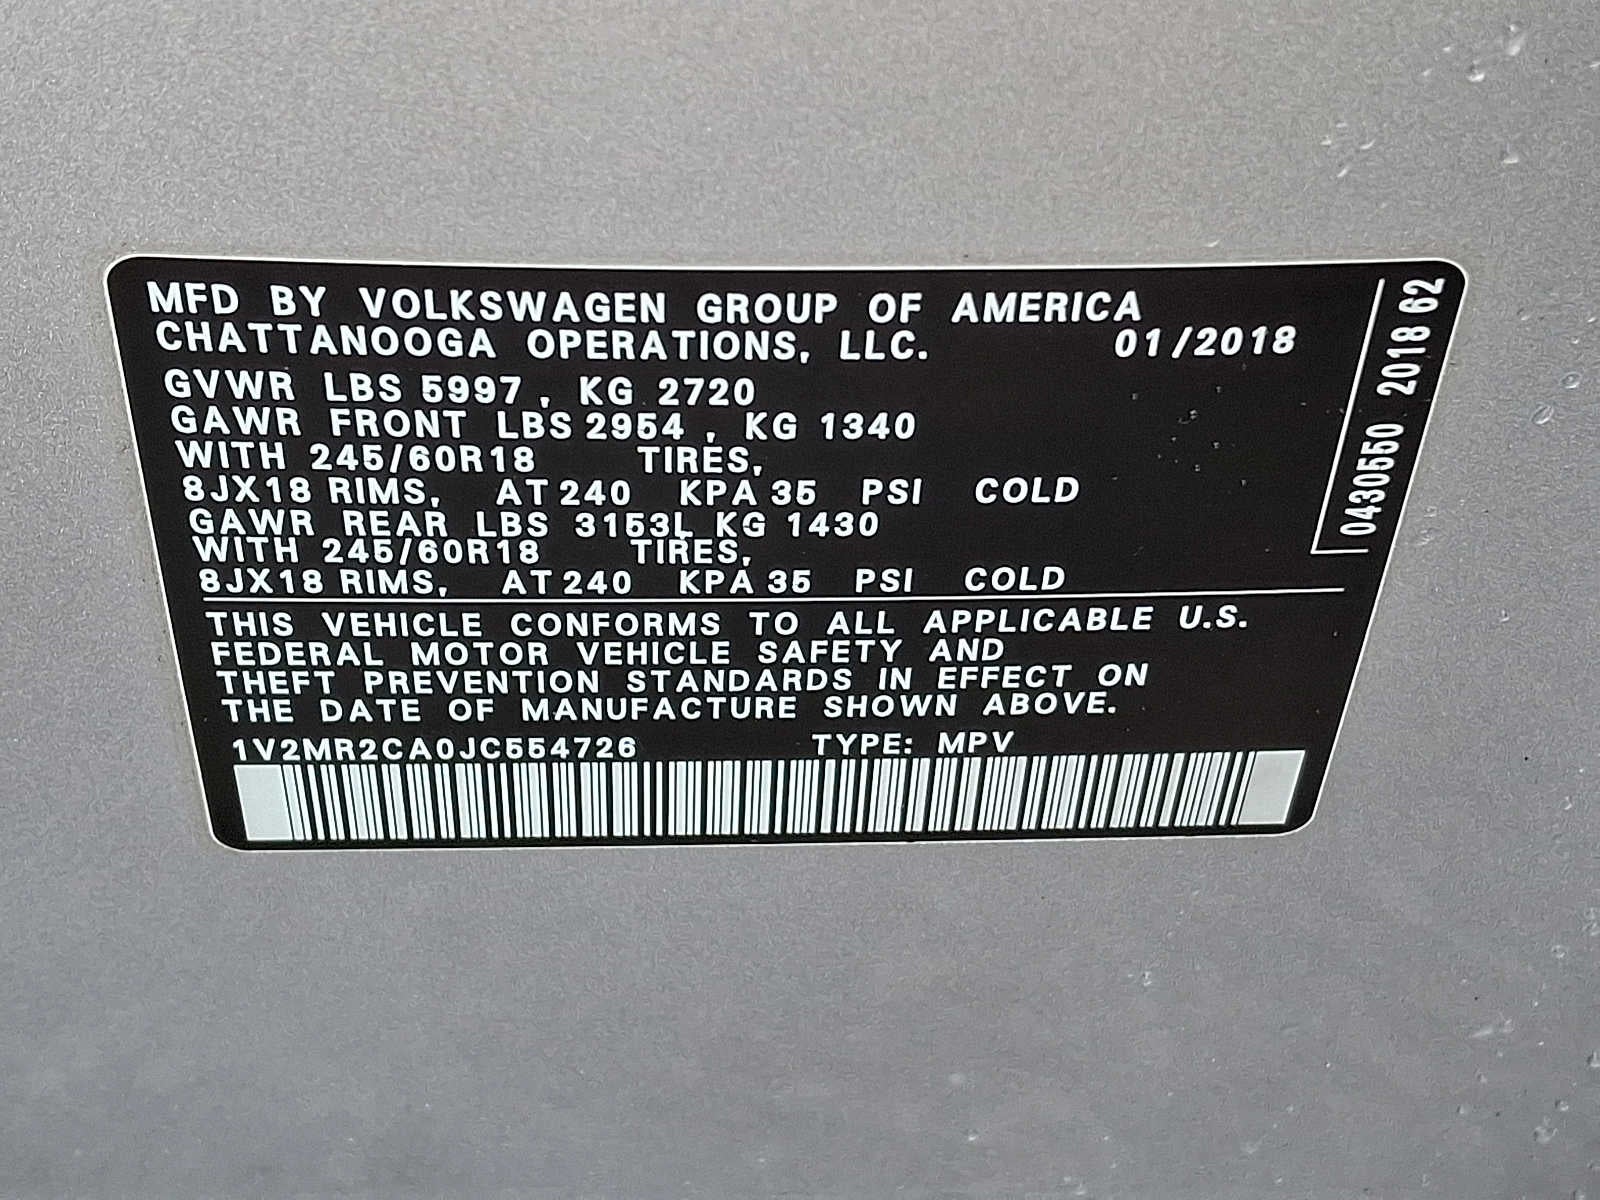 MFD BY VOLKSWAGEN GROUP OF AMERICA
CHATTANOOGA OPERATIONS, LLC. 01/2018
GVWR LBS 5997 , KG 2720
GAWR FRONT LBS 2954 , KG 1340
WITH 245/60R18 TIRES,
8JX18 RIMS, AT 240 KPA 35 PSI COLD
GAWR REAR LBS 3153L KG 1430
WITH 245/60R18 TIRES,
8JX18 RIMS, AT 240 KPA 35 PSI COLD
THIS VEHICLE CONFORMS TO ALL APPLICABLE U.S.
FEDERAL MOTOR VEHICLE SAFETY AND
THEFT PREVENTION STANDARDS IN EFFECT ON
THE DATE OF MANUFACTURE SHOWN ABOVE.
1V2MR2CA0JC554726 TYPE: MPV
0430550 2018 62